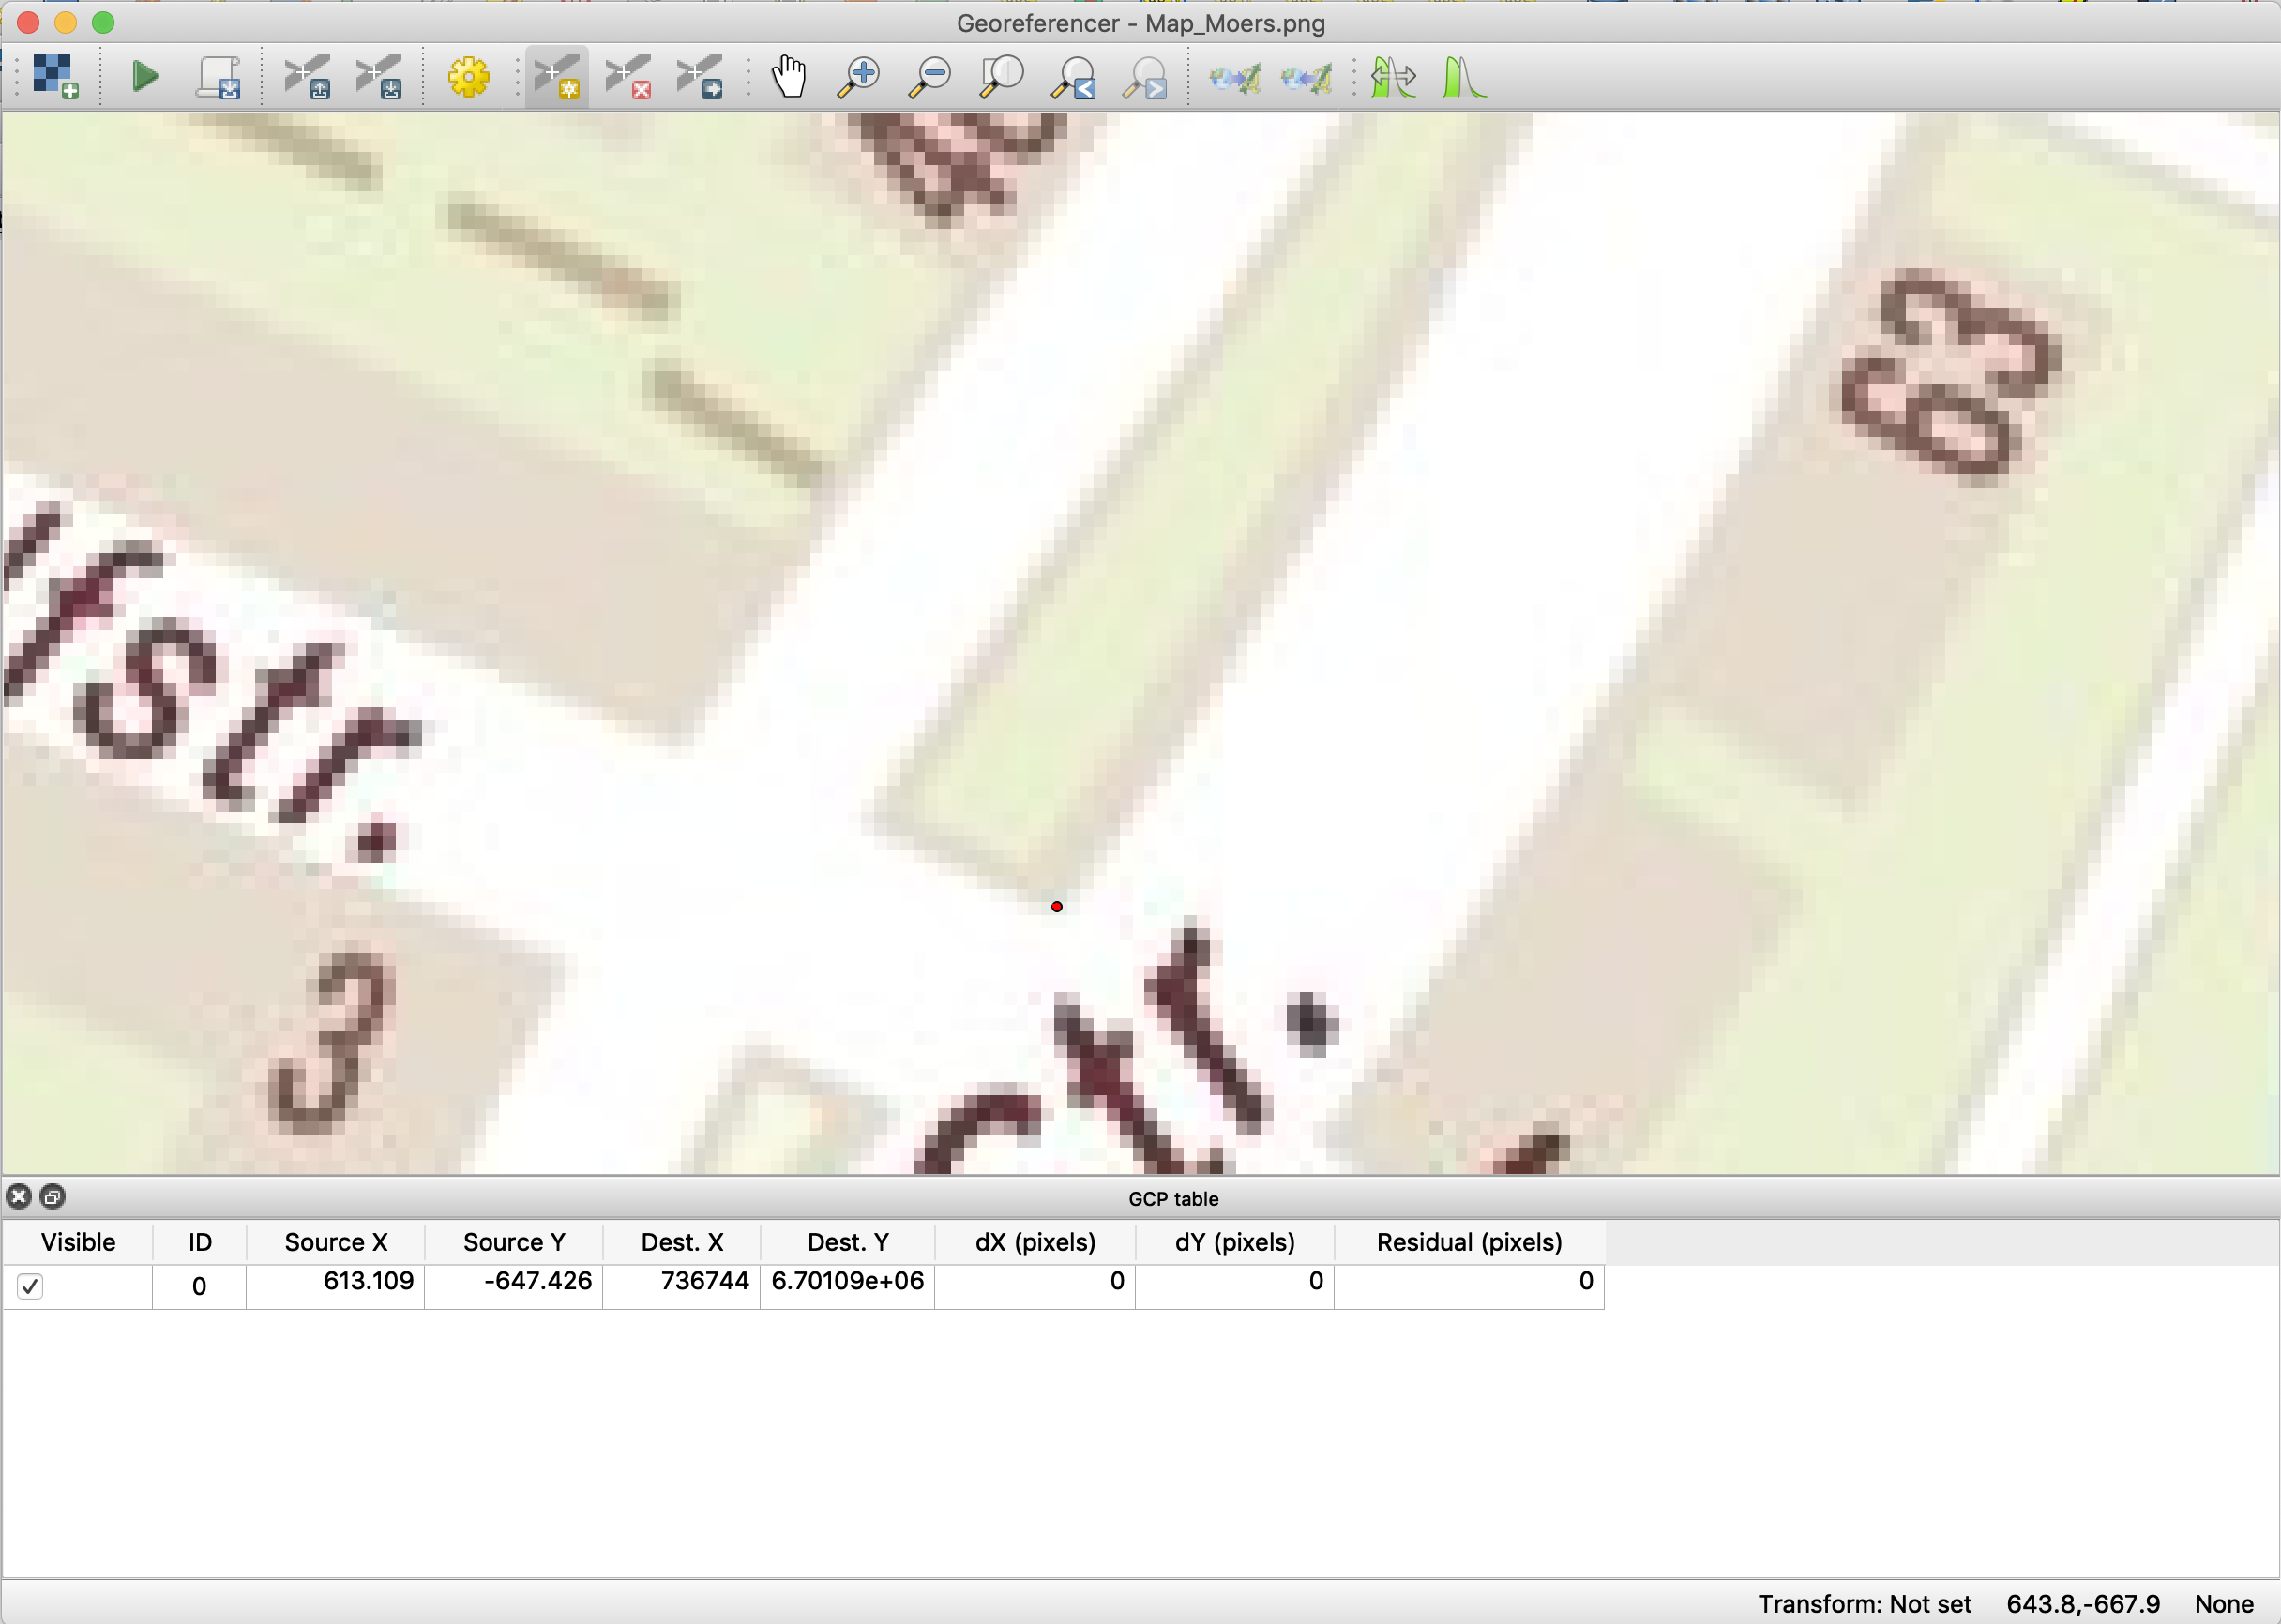 Georeferencer - Map_Moers.png
63
str.
3
str.
GCP table
Visible ID Source X Source Y Dest. X Dest. Y dX (pixels) dY (pixels) Residual (pixels)
0 613.109 -647.426 736744 6.70109e+06 0 0 0
Transform: Not set 643.8,-667.9 None